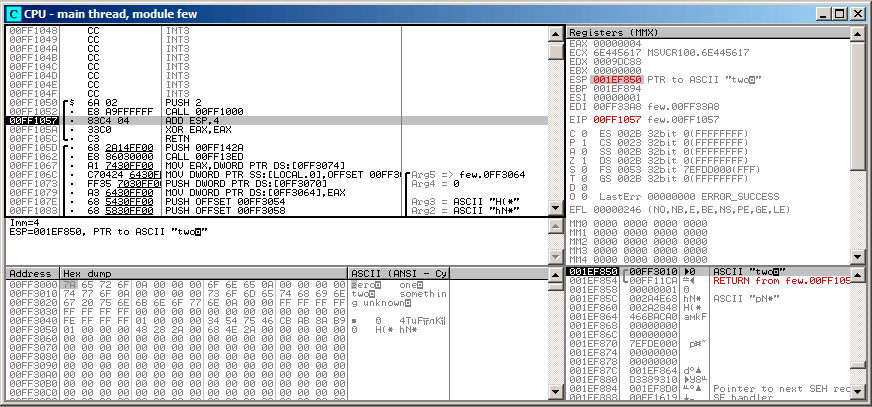 CPU - main thread, module few
00FF1048 CC INT3
00FF1049 CC INT3
00FF104A CC INT3
00FF104B CC INT3
00FF104C CC INT3
00FF104D CC INT3
00FF104E CC INT3
00FF104F CC INT3
00FF1050 $ 6A 02 PUSH 2
00FF1052 . E8 A9FFFFFF CALL 00FF1000
00FF1057 . 83C4 04 ADD ESP,4
00FF105A . 33C0 XOR EAX,EAX
00FF105C . C3 RETN
00FF105D . 68 2A14FF00 PUSH 00FF142A
00FF1062 . E8 86030000 CALL 00FF13ED
00FF1067 . A1 7430FF00 MOV EAX,DWORD PTR DS:[0FF3074]
00FF106C . C70424 6430F MOV DWORD PTR SS:[LOCAL.0],OFFSET 00FF30 Arg5 => few.0FF3064
00FF1073 . FF35 7030FF00 PUSH DWORD PTR DS:[0FF3070] Arg4 = 0
00FF1079 . A3 6430FF00 MOV DWORD PTR DS:[0FF3064],EAX
00FF107E . 68 5430FF00 PUSH OFFSET 00FF3054 Arg3 = ASCII "H(*"
00FF1083 . 68 5830FF00 PUSH OFFSET 00FF3058 Arg2 = ASCII "hN*"
Imm=4
ESP=001EF850, PTR to ASCII "two◙"
Registers (MMX)
EAX 00000004
ECX 6E445617 MSVCR100.6E445617
EDX 0009DC88
EBX 00000000
ESP 001EF850 PTR to ASCII "two◙"
EBP 001EF894
ESI 00000001
EDI 00FF33A8 few.00FF33A8
EIP 00FF1057 few.00FF1057
C 0 ES 002B 32bit 0(FFFFFFFF)
P 1 CS 0023 32bit 0(FFFFFFFF)
A 0 SS 002B 32bit 0(FFFFFFFF)
Z 1 DS 002B 32bit 0(FFFFFFFF)
S 0 FS 0053 32bit 7EFDD000(FFF)
T 0 GS 002B 32bit 0(FFFFFFFF)
D 0
O 0 LastErr 00000000 ERROR_SUCCESS
EFL 00000246 (NO,NB,E,BE,NS,PE,GE,LE)
MM0 0000 0000 0000 0000
MM1 0000 0000 0000 0000
MM2 0000 0000 0000 0000
MM3 0000 0000 0000 0000
MM4 0000 0000 0000 0000
Address Hex dump ASCII (ANSI - Cy
00FF3000 7A 65 72 6F 0A 00 00 00 6F 6E 65 0A 00 00 00 00 zero◙ one◙
00FF3010 74 77 6F 0A 00 00 00 00 73 6F 6D 65 74 68 69 6E two◙ somethin
00FF3020 67 20 75 6E 6B 6E 6F 77 6E 0A 00 00 FF FF FF FF g unknown◙
00FF3030 FF FF FF FF 00 00 00 00 00 00 00 00 00 00 00 00
00FF3040 FE FF FF FF 01 00 00 00 34 54 75 46 CB AB 8A B9
00FF3050 01 00 00 00 48 28 2A 00 68 4E 2A 00 00 00 00 00 H(* hN*
00FF3060 00 00 00 00 00 00 00 00 00 00 00 00 00 00 00 00
00FF3070 00 00 00 00 00 00 00 00 00 00 00 00 00 00 00 00
00FF3080 00 00 00 00 00 00 00 00 00 00 00 00 00 00 00 00
00FF3090 00 00 00 00 00 00 00 00 00 00 00 00 00 00 00 00
00FF30A0 00 00 00 00 00 00 00 00 00 00 00 00 00 00 00 00
00FF30B0 00 00 00 00 00 00 00 00 00 00 00 00 00 00 00 00
00FF30C0 00 00 00 00 00 00 00 00 00 00 00 00 00 00 00 00
001EF850 00FF3010 ASCII "two◙"
001EF854 00FF11CA RETURN from few.00FF105
001EF858 00000001
001EF85C 002A4E68 hN* ASCII "pN*"
001EF860 002A2848 H(*
001EF864 466BACA0
001EF868 00000000
001EF86C 00000000
001EF870 7EFDE000
001EF874 00000000
001EF878 00000000
001EF87C 001EF864
001EF880 D3389310
001EF884 001EF8D0 Pointer to next SEH rec
001EF888 00FF1619 SE handler